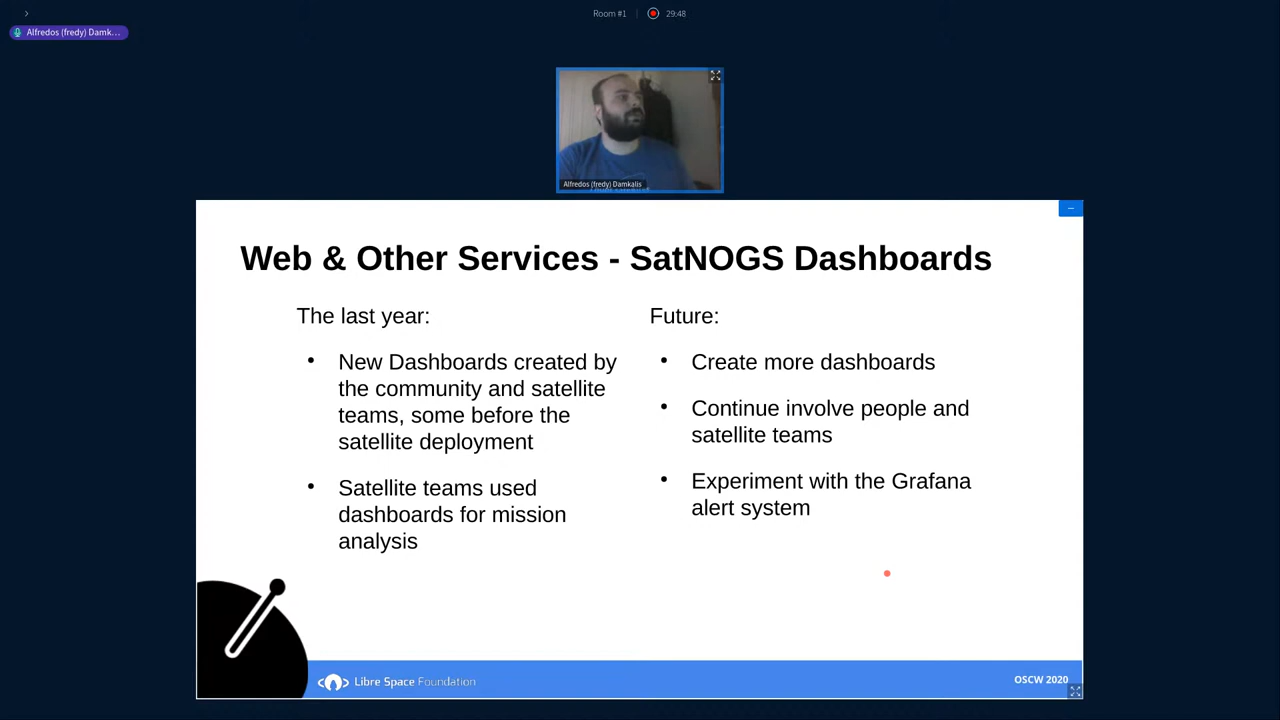 Room #1
29:48
Alfredos (fredy) Damk...
Alfredos (fredy) Damkalis
Web & Other Services - SatNOGS Dashboards
The last year:
• New Dashboards created by
the community and satellite
teams, some before the
satellite deployment
• Satellite teams used
dashboards for mission
analysis
Future:
• Create more dashboards
• Continue involve people and
satellite teams
• Experiment with the Grafana
alert system
Libre Space Foundation
OSCW 2020